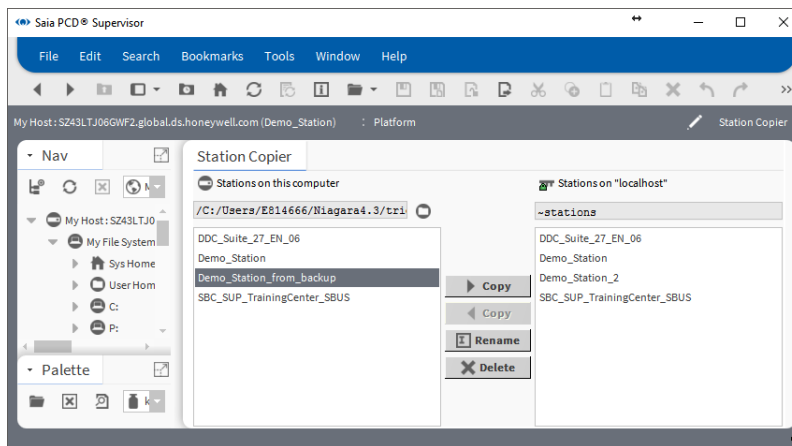 Saia PCD® Supervisor
File Edit Search Bookmarks Tools Window Help
My Host : SZ43LTJ06GWF2.global.ds.honeywell.com (Demo_Station) : Platform Station Copier
Nav
My Host : SZ43LTJ0
My File System
Sys Home
User Hom
C:
P:
Palette
Station Copier
Stations on this computer
/C:/Users/E814666/Niagara4.3/tri
DDC_Suite_27_EN_06
Demo_Station
Demo_Station_from_backup
SBC_SUP_TrainingCenter_SBUS
Copy
Copy
Rename
Delete
Stations on "localhost"
~stations
DDC_Suite_27_EN_06
Demo_Station
Demo_Station_2
SBC_SUP_TrainingCenter_SBUS